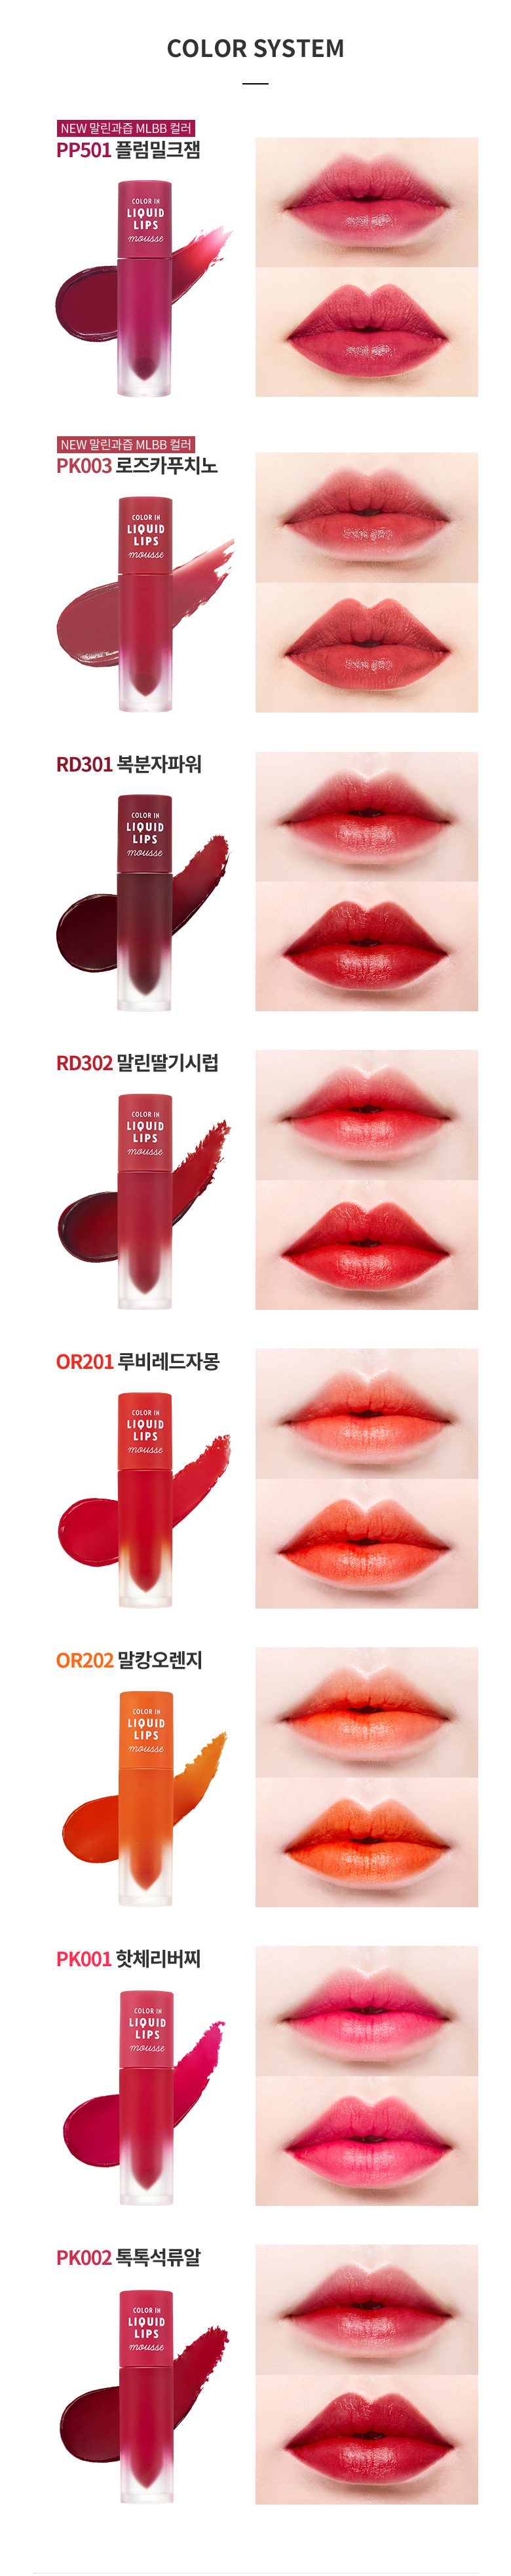 COLOR SYSTEM
NEW 말린과즙 MLBB 컬러
PP501 플럼밀크잼
COLOR IN
LIQUID
LIPS
mousse
NEW 말린과즙 MLBB 컬러
PK003 로즈카푸치노
COLOR IN
LIQUID
LIPS
mousse
RD301 복분자파워
COLOR IN
LIQUID
LIPS
mousse
RD302 말린딸기시럽
COLOR IN
LIQUID
LIPS
mousse
OR201 루비레드자몽
COLOR IN
LIQUID
LIPS
mousse
OR202 말캉오렌지
COLOR IN
LIQUID
LIPS
mousse
PK001 핫체리버찌
COLOR IN
LIQUID
LIPS
mousse
PK002 톡톡석류알
COLOR IN
LIQUID
LIPS
mousse